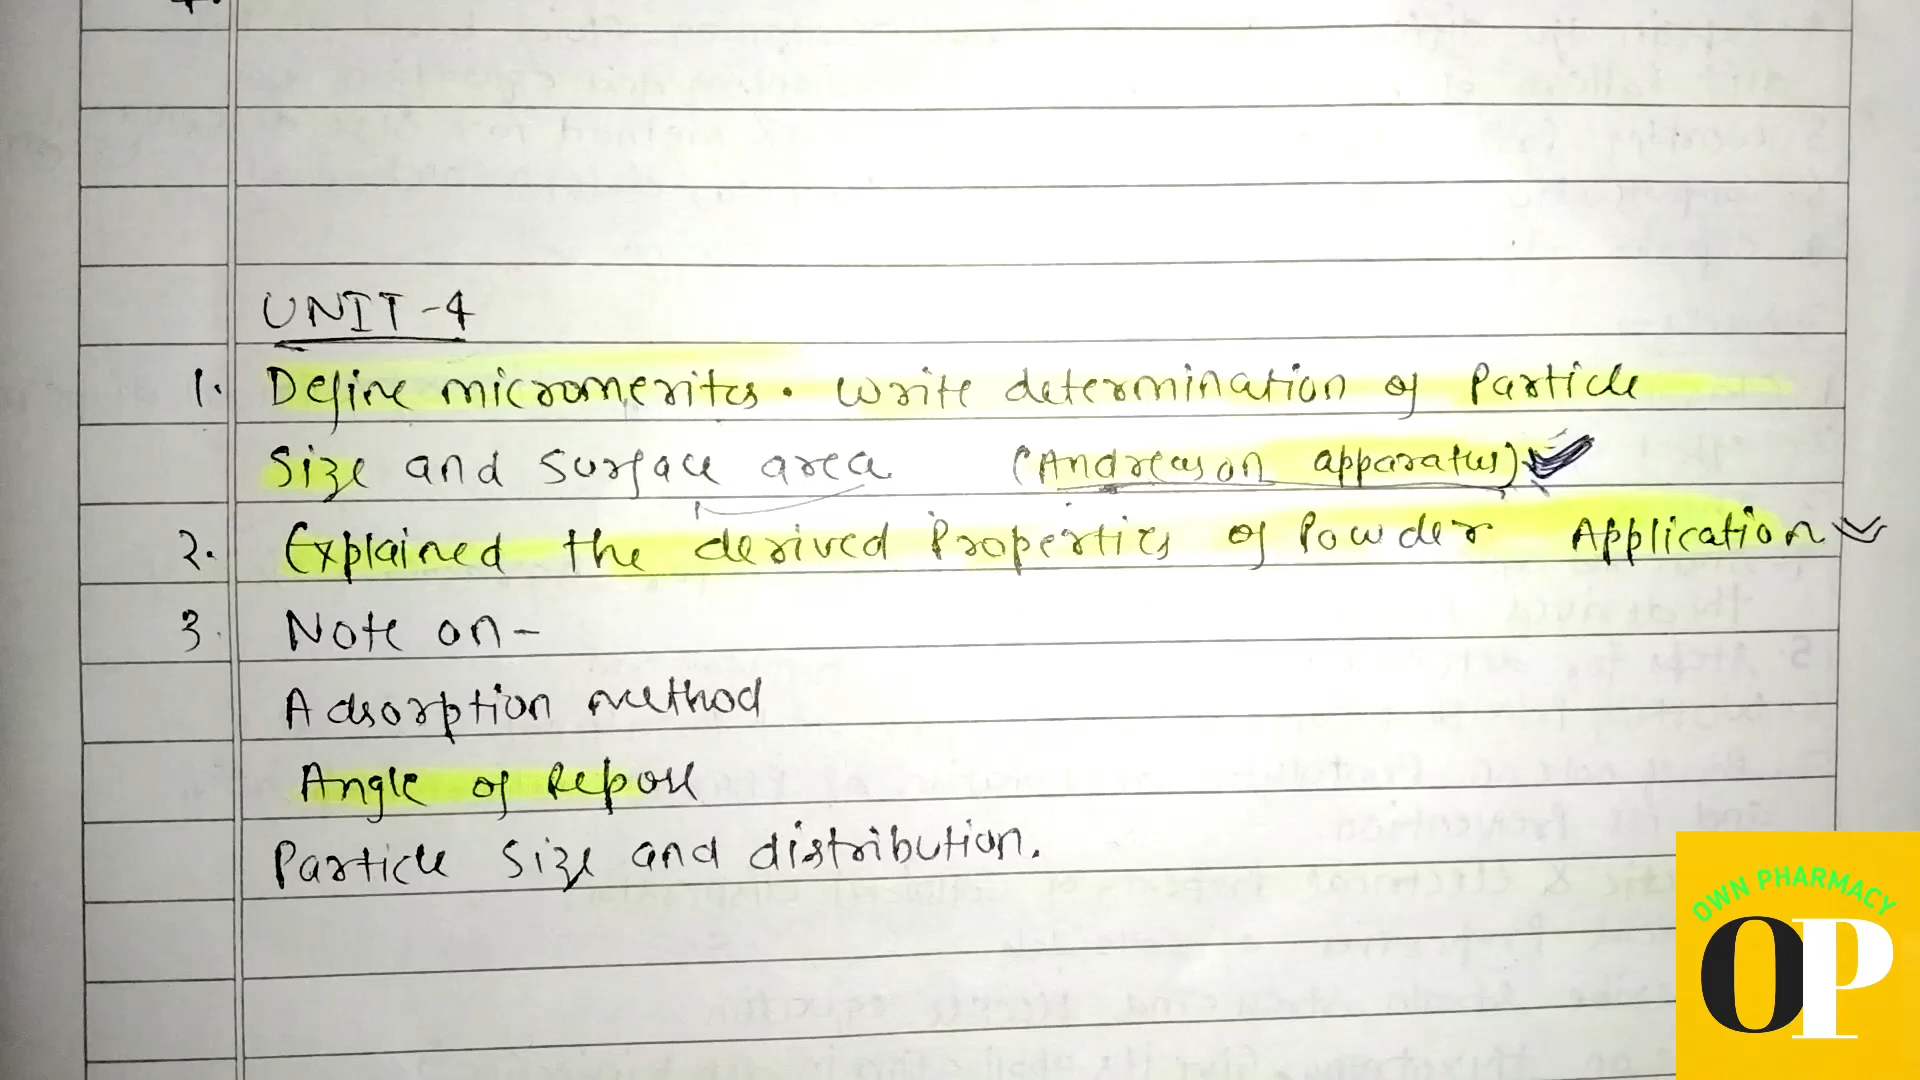 UNIT-4
1. Define micromeritcs. Write determination of Particle
Size and surface area (Andreason apparatus)
2. Explained the derived Properties of Powder Application
3. Note on -
Adsorption method
Angle of Repose
Particle Size and distribution.
OWN PHARMACY
OP